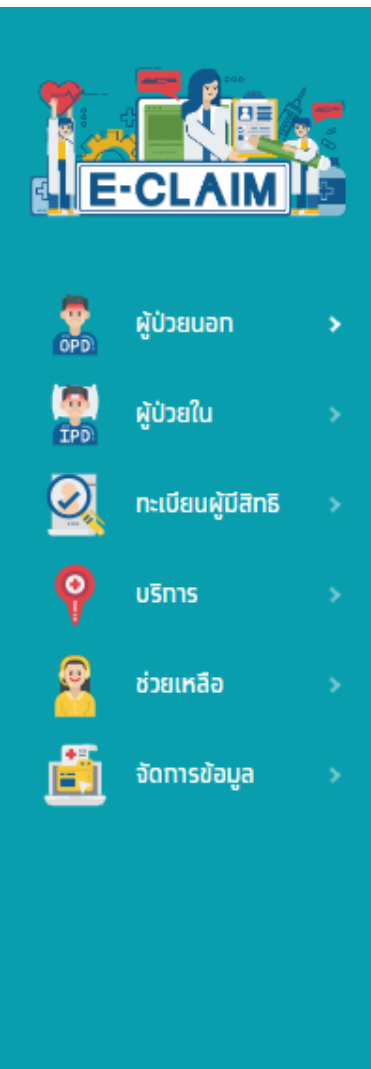 E-CLAIM
OPD
ผู้ป่วยนอก
IPD
ผู้ป่วยใน
ทะเบียนผู้มีสิทธิ
บริการ
ช่วยเหลือ
จัดการข้อมูล